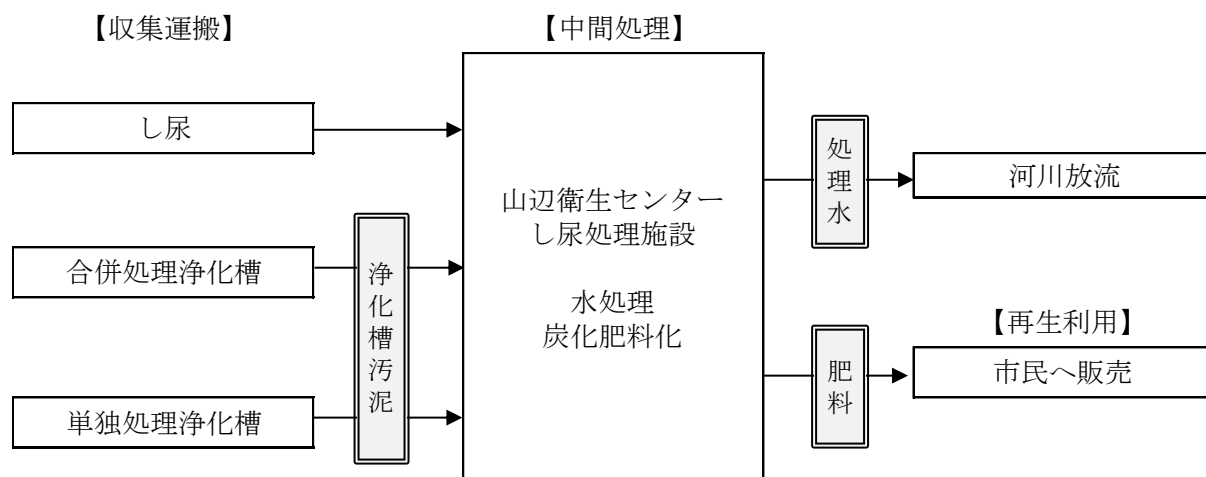 【収集運搬】
【中間処理】
し尿
合併処理浄化槽
単独処理浄化槽
浄化槽汚泥
山辺衛生センター
し尿処理施設
水処理
炭化肥料化
処理水
河川放流
【再生利用】
肥料
市民へ販売